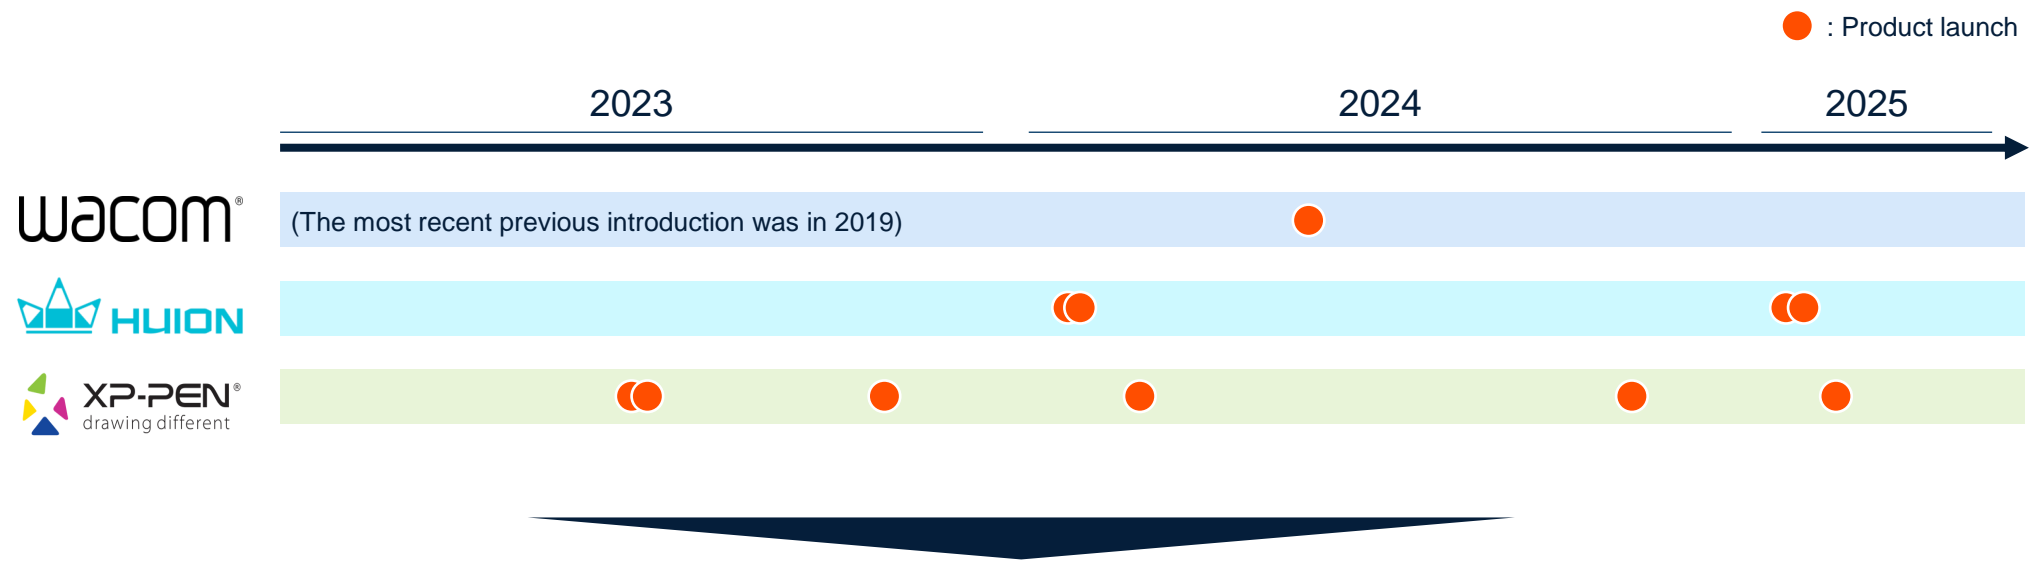 : Product launch
2023
2024
2025
wacom®
(The most recent previous introduction was in 2019)
HUION
XP-PEN®
drawing different